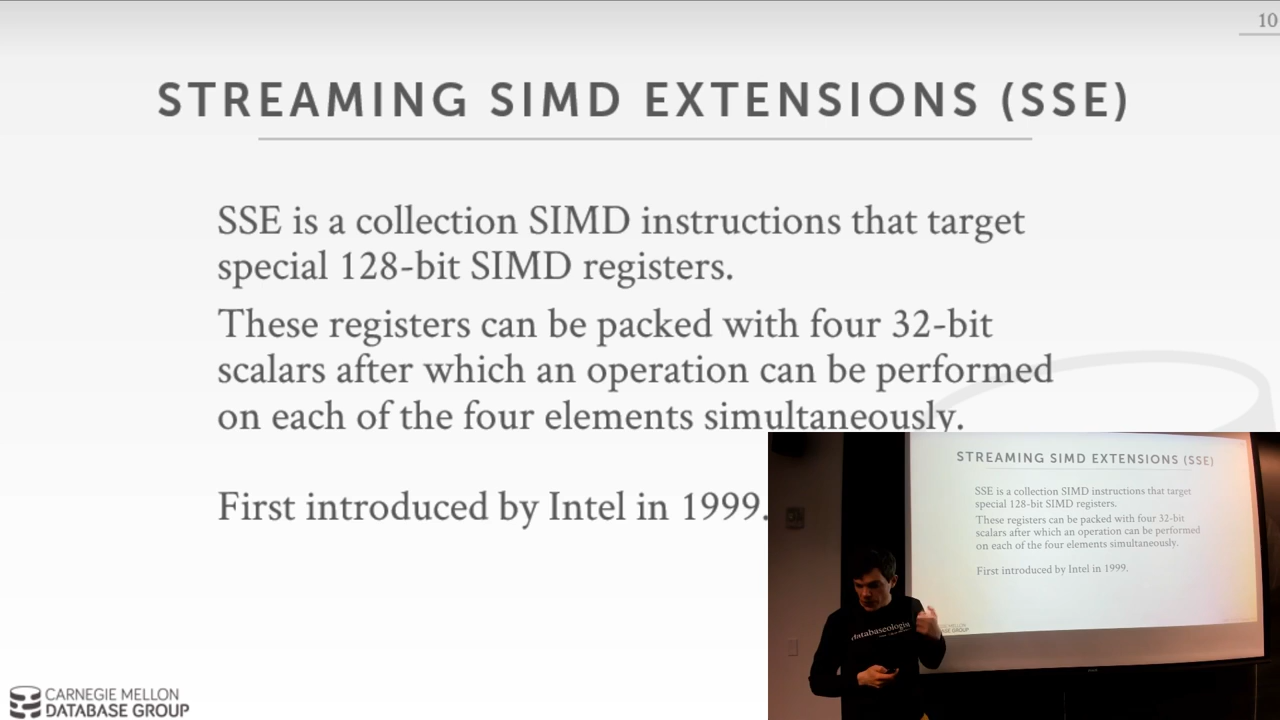 10
STREAMING SIMD EXTENSIONS (SSE)
SSE is a collection SIMD instructions that target
special 128-bit SIMD registers.
These registers can be packed with four 32-bit
scalars after which an operation can be performed
on each of the four elements simultaneously.
First introduced by Intel in 1999.
CARNEGIE MELLON
DATABASE GROUP
STREAMING SIMD EXTENSIONS (SSE)
SSE is a collection SIMD instructions that target
special 128-bit SIMD registers.
These registers can be packed with four 32-bit
scalars after which an operation can be performed
on each of the four elements simultaneously.
First introduced by Intel in 1999.
MELLON
GROUP